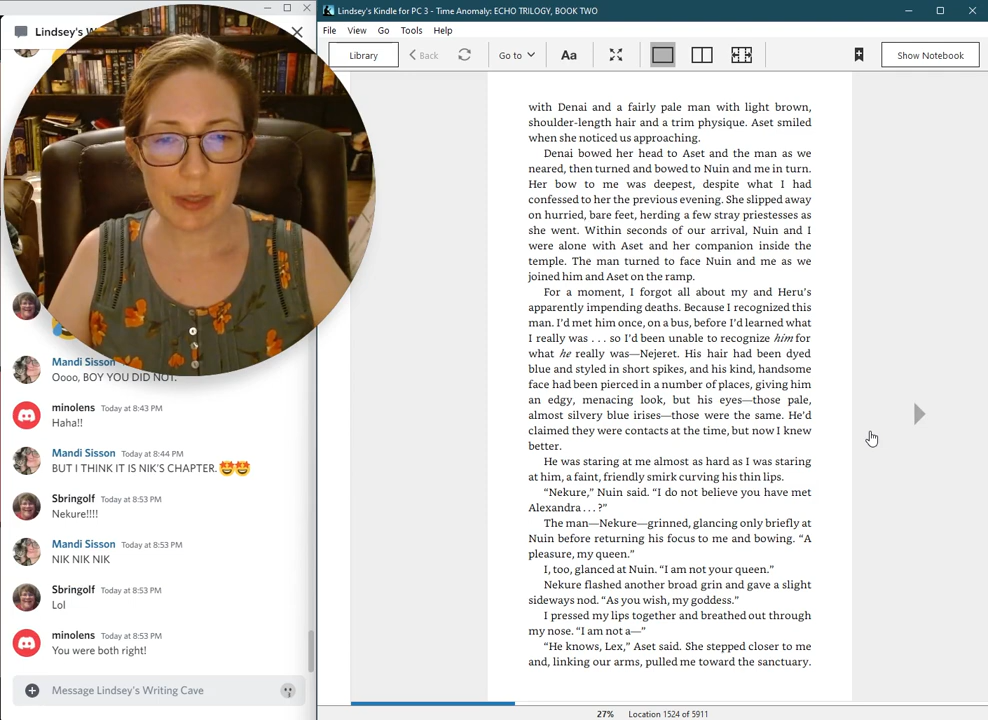 Lindsey's Kindle for PC 3 - Time Anomaly: ECHO TRILOGY, BOOK TWO
File View Go Tools Help
Library Back Go to Aa Show Notebook
Lindsey's W
Mandi Sisson
Oooo, BOY YOU DID NOT.
minolens Today at 8:43 PM
Haha!!
Mandi Sisson Today at 8:44 PM
BUT I THINK IT IS NIK'S CHAPTER. 🤩🤩
Sbringolf Today at 8:53 PM
Nekure!!!!
Mandi Sisson Today at 8:53 PM
NIK NIK NIK
Sbringolf Today at 8:53 PM
Lol
minolens Today at 8:53 PM
You were both right!
Message Lindsey's Writing Cave
with Denai and a fairly pale man with light brown,
shoulder-length hair and a trim physique. Aset smiled
when she noticed us approaching.
Denai bowed her head to Aset and the man as we
neared, then turned and bowed to Nuin and me in turn.
Her bow to me was deepest, despite what I had
confessed to her the previous evening. She slipped away
on hurried, bare feet, herding a few stray priestesses as
she went. Within seconds of our arrival, Nuin and I
were alone with Aset and her companion inside the
temple. The man turned to face Nuin and me as we
joined him and Aset on the ramp.
For a moment, I forgot all about my and Heru's
apparently impending deaths. Because I recognized this
man. I'd met him once, on a bus, before I'd learned what
I really was . . . so I'd been unable to recognize him for
what he really was—Nejeret. His hair had been dyed
blue and styled in short spikes, and his kind, handsome
face had been pierced in a number of places, giving him
an edgy, menacing look, but his eyes—those pale,
almost silvery blue irises—those were the same. He'd
claimed they were contacts at the time, but now I knew
better.
He was staring at me almost as hard as I was staring
at him, a faint, friendly smirk curving his thin lips.
“Nekure,” Nuin said. “I do not believe you have met
Alexandra . . . ?”
The man—Nekure—grinned, glancing only briefly at
Nuin before returning his focus to me and bowing. “A
pleasure, my queen.”
I, too, glanced at Nuin. “I am not your queen.”
Nekure flashed another broad grin and gave a slight
sideways nod. “As you wish, my goddess.”
I pressed my lips together and breathed out through
my nose. “I am not a—”
“He knows, Lex,” Aset said. She stepped closer to me
and, linking our arms, pulled me toward the sanctuary.
27% Location 1524 of 5911